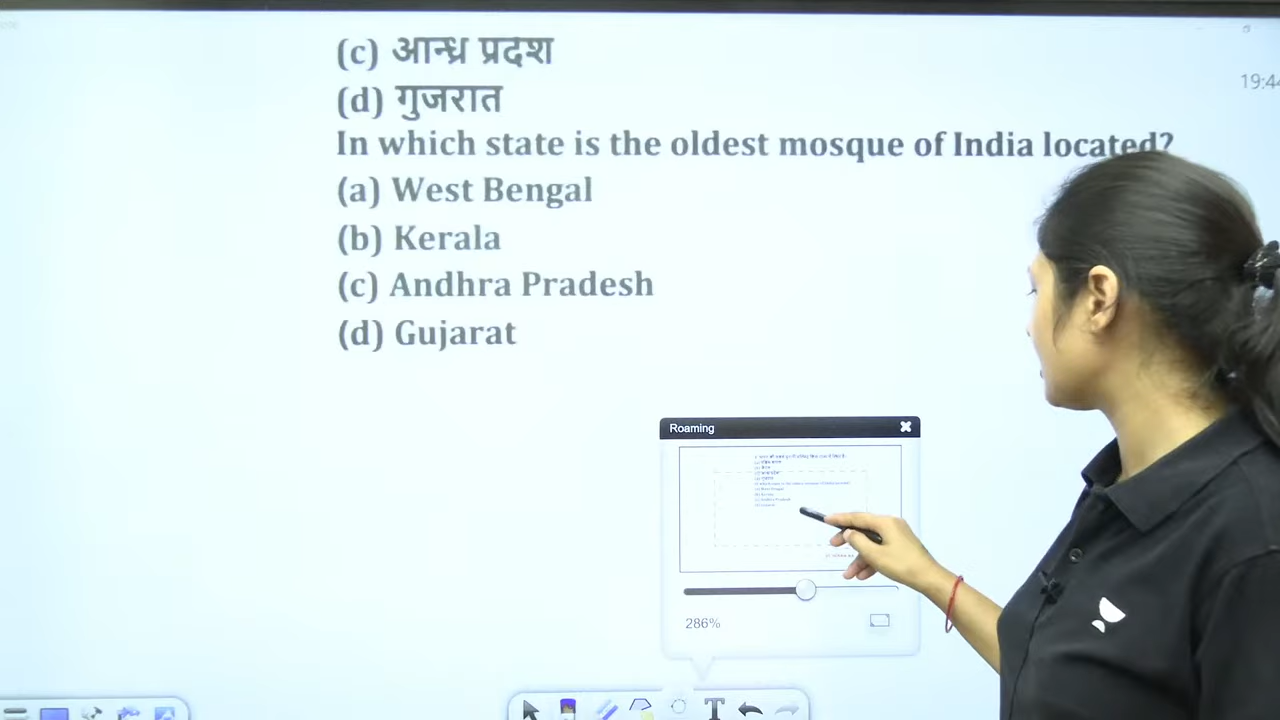 (c) आन्ध्र प्रदेश
19:44
(d) गुजरात
In which state is the oldest mosque of India located?
(a) West Bengal
(b) Kerala
(c) Andhra Pradesh
(d) Gujarat
Roaming
286%
T